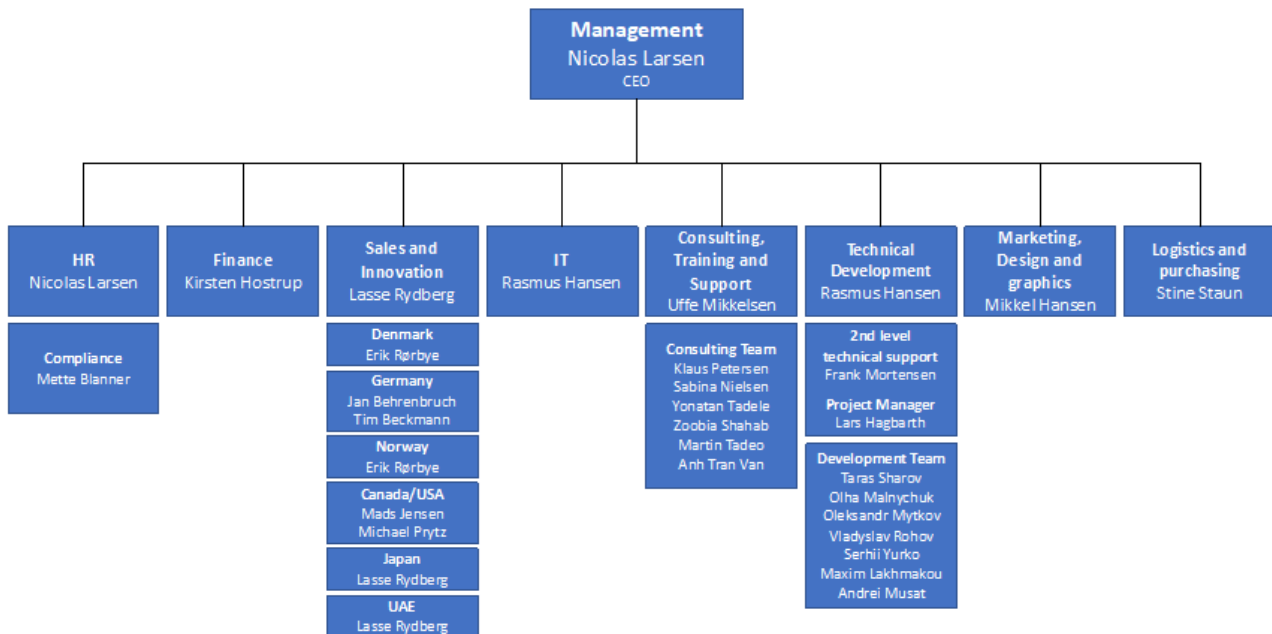 Management
Nicolas Larsen
CEO
HR
Nicolas Larsen
Compliance
Mette Blanner
Finance
Kirsten Hostrup
Sales and
Innovation
Lasse Rydberg
Denmark
Erik Rørbye
Germany
Jan Behrenbruch
Tim Beckmann
Norway
Erik Rørbye
Canada/USA
Mads Jensen
Michael Prytz
Japan
Lasse Rydberg
UAE
Lasse Rydberg
IT
Rasmus Hansen
Consulting,
Training and
Support
Uffe Mikkelsen
Consulting Team
Klaus Petersen
Sabina Nielsen
Yonatan Tadele
Zoobia Shahab
Martin Tadeo
Anh Tran Van
Technical
Development
Rasmus Hansen
2nd level
technical support
Frank Mortensen
Project Manager
Lars Hagbarth
Development Team
Taras Sharov
Olha Malnychuk
Oleksandr Mytkov
Vladyslav Rohov
Serhii Yurko
Maxim Lakhmakou
Andrei Musat
Marketing,
Design and
graphics
Mikkel Hansen
Logistics and
purchasing
Stine Staun